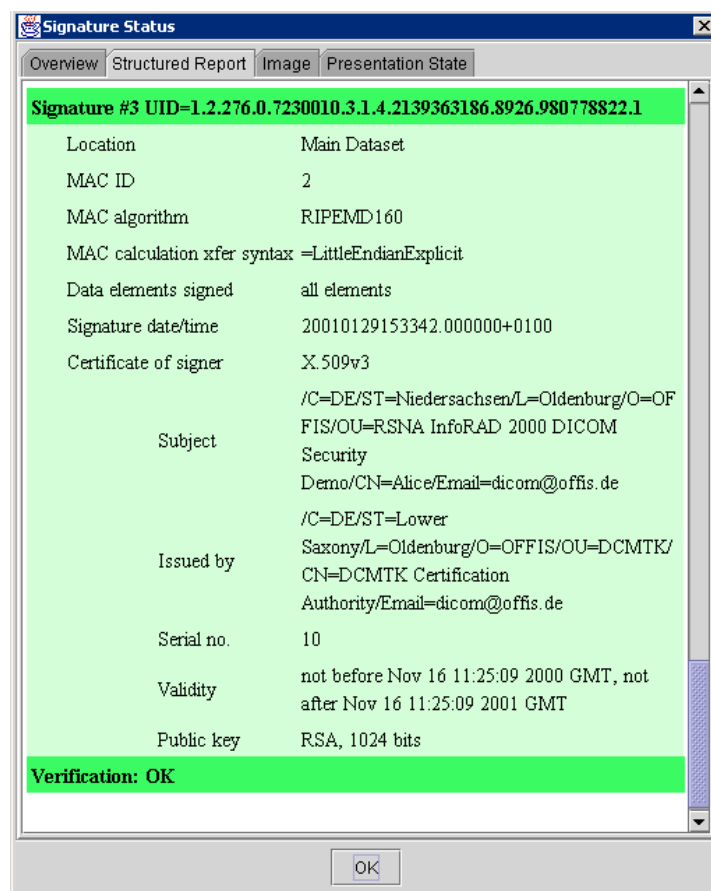 Signature Status
Overview Structured Report Image Presentation State
Signature #3 UID=1.2.276.0.7230010.3.1.4.2139363186.8926.980778822.1
Location Main Dataset
MAC ID 2
MAC algorithm RIPEMD160
MAC calculation xfer syntax =LittleEndianExplicit
Data elements signed all elements
Signature date/time 20010129153342.000000+0100
Certificate of signer X.509v3
Subject /C=DE/ST=Niedersachsen/L=Oldenburg/O=OF
FIS/OU=RSNA InfoRAD 2000 DICOM
Security
Demo/CN=Alice/Email=dicom@offis.de
Issued by /C=DE/ST=Lower
Saxony/L=Oldenburg/O=OFFIS/OU=DCMTK/
CN=DCMTK Certification
Authority/Email=dicom@offis.de
Serial no. 10
Validity not before Nov 16 11:25:09 2000 GMT, not
after Nov 16 11:25:09 2001 GMT
Public key RSA, 1024 bits
Verification: OK
OK